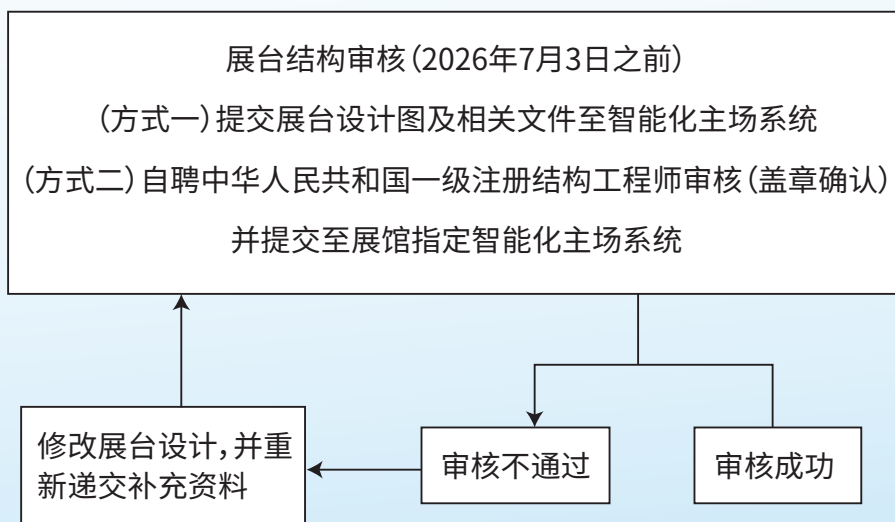 展台结构审核(2026年7月3日之前)
(方式一)提交展台设计图及相关文件至智能化主场系统
(方式二)自聘中华人民共和国一级注册结构工程师审核(盖章确认)
并提交至展馆指定智能化主场系统
修改展台设计,并重
新递交补充资料
审核不通过
审核成功